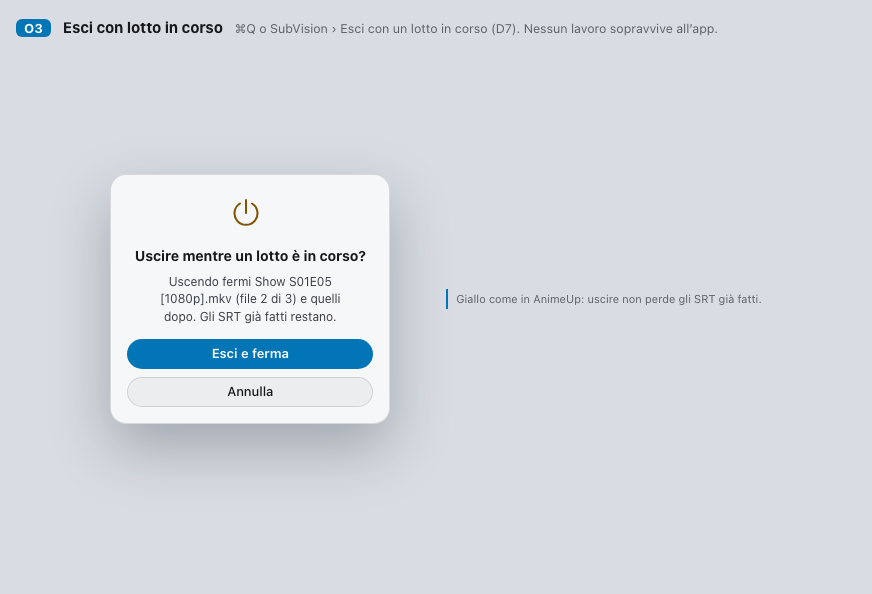 O3 Esci con lotto in corso ⌘Q o SubVision › Esci con un lotto in corso (D7). Nessun lavoro sopravvive all’app.
Uscire mentre un lotto è in corso?
Uscendo fermi Show S01E05
[1080p].mkv (file 2 di 3) e quelli
dopo. Gli SRT già fatti restano.
Esci e ferma
Annulla
Giallo come in AnimeUp: uscire non perde gli SRT già fatti.